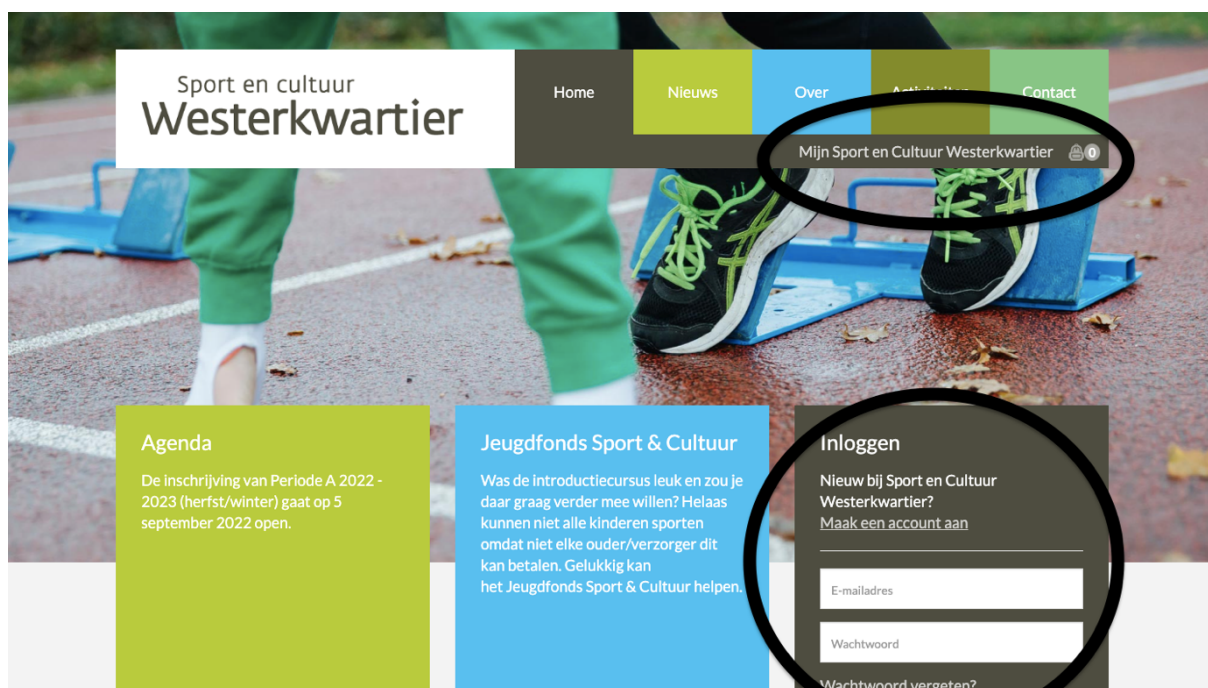 Sport en cultuur
Westerkwartier
Home
Nieuws
Over
Activiteiten
Contact
Mijn Sport en Cultuur Westerkwartier
0
Agenda
De inschrijving van Periode A 2022 -
2023 (herfst/winter) gaat op 5
september 2022 open.
Jeugdfonds Sport & Cultuur
Was de introductiecursus leuk en zou je
daar graag verder mee willen? Helaas
kunnen niet alle kinderen sporten
omdat niet elke ouder/verzorger dit
kan betalen. Gelukkig kan
het Jeugdfonds Sport & Cultuur helpen.
Inloggen
Nieuw bij Sport en Cultuur
Westerkwartier?
Maak een account aan
E-mailadres
Wachtwoord
Wachtwoord vergeten?